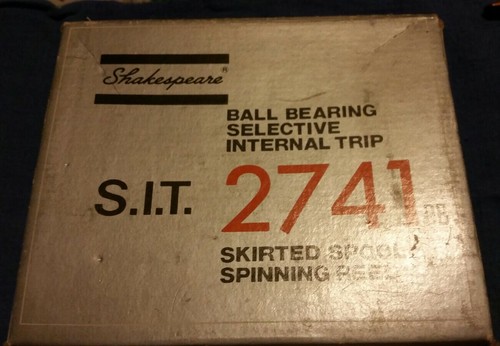 Shakespeare®
BALL BEARING
SELECTIVE
INTERNAL TRIP
S.I.T. 2741
SKIRTED SPOOL
SPINNING REEL